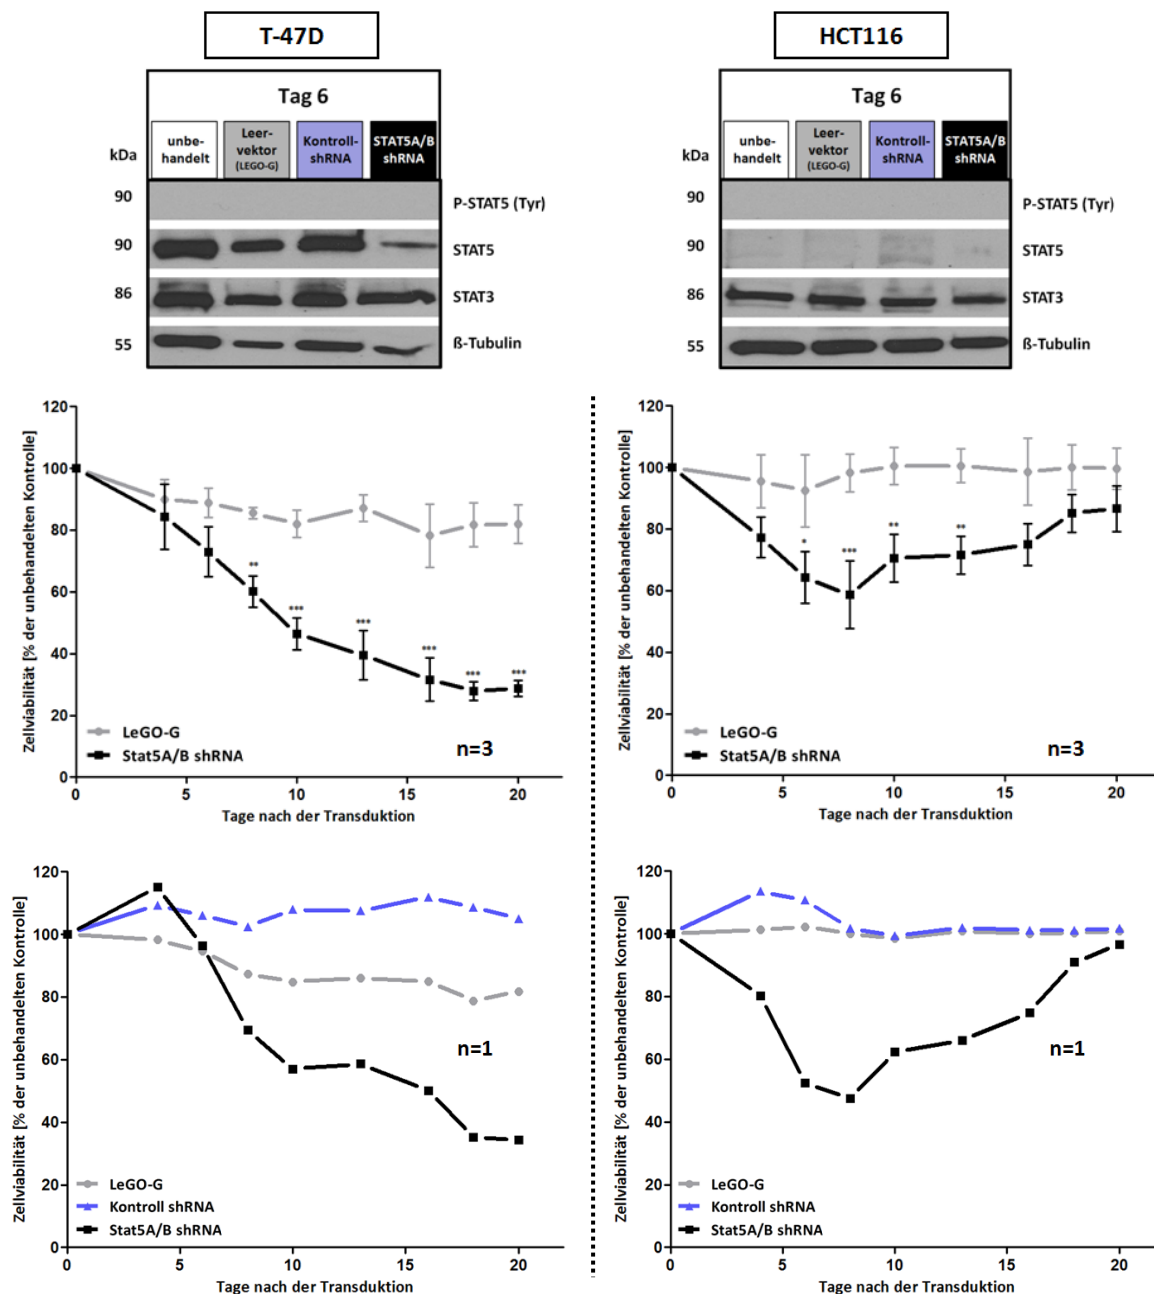 T-47D
Tag 6
kDa
unbe-
handelt
Leer-
vektor
(LEGO-G)
Kontroll-
shRNA
STAT5A/B
shRNA
90
P-STAT5 (Tyr)
90
STAT5
86
STAT3
55
ß-Tubulin
HCT116
Tag 6
kDa
unbe-
handelt
Leer-
vektor
(LEGO-G)
Kontroll-
shRNA
STAT5A/B
shRNA
90
P-STAT5 (Tyr)
90
STAT5
86
STAT3
55
ß-Tubulin
Zellviabilität [% der unbehandelten Kontrolle]
120
100
80
60
40
20
0
** *** *** *** *** ***
LeGO-G
Stat5A/B shRNA
n=3
0 5 10 15 20
Tage nach der Transduktion
Zellviabilität [% der unbehandelten Kontrolle]
120
100
80
60
40
20
0
* *** ** **
LeGO-G
Stat5A/B shRNA
n=3
0 5 10 15 20
Tage nach der Transduktion
Zellviabilität [% der unbehandelten Kontrolle]
120
100
80
60
40
20
0
n=1
LeGO-G
Kontroll shRNA
Stat5A/B shRNA
0 5 10 15 20
Tage nach der Transduktion
Zellviabilität [% der unbehandelten Kontrolle]
120
100
80
60
40
20
0
n=1
LeGO-G
Kontroll shRNA
Stat5A/B shRNA
0 5 10 15 20
Tage nach der Transduktion